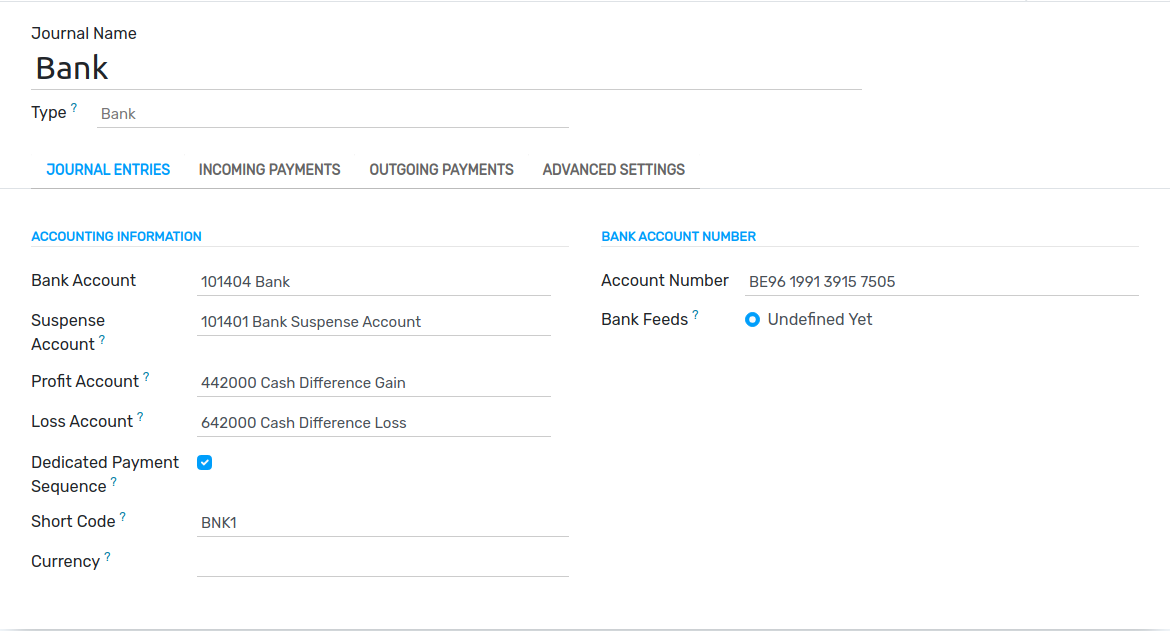 Journal Name
Bank
Type ? Bank
JOURNAL ENTRIES INCOMING PAYMENTS OUTGOING PAYMENTS ADVANCED SETTINGS
ACCOUNTING INFORMATION
Bank Account 101404 Bank
Suspense
Account ? 101401 Bank Suspense Account
Profit Account ? 442000 Cash Difference Gain
Loss Account ? 642000 Cash Difference Loss
Dedicated Payment
Sequence ?
Short Code ? BNK1
Currency ?
BANK ACCOUNT NUMBER
Account Number BE96 1991 3915 7505
Bank Feeds ? Undefined Yet